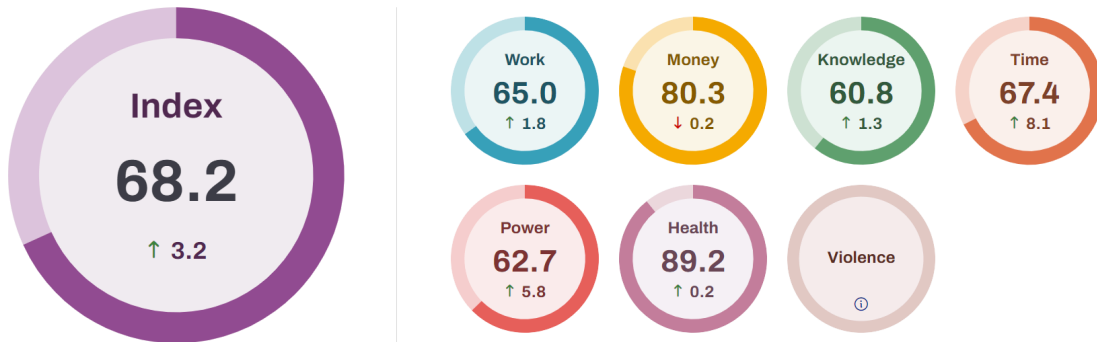 Index
68.2
↑ 3.2
Work
65.0
↑ 1.8
Money
80.3
↓ 0.2
Knowledge
60.8
↑ 1.3
Time
67.4
↑ 8.1
Power
62.7
↑ 5.8
Health
89.2
↑ 0.2
Violence